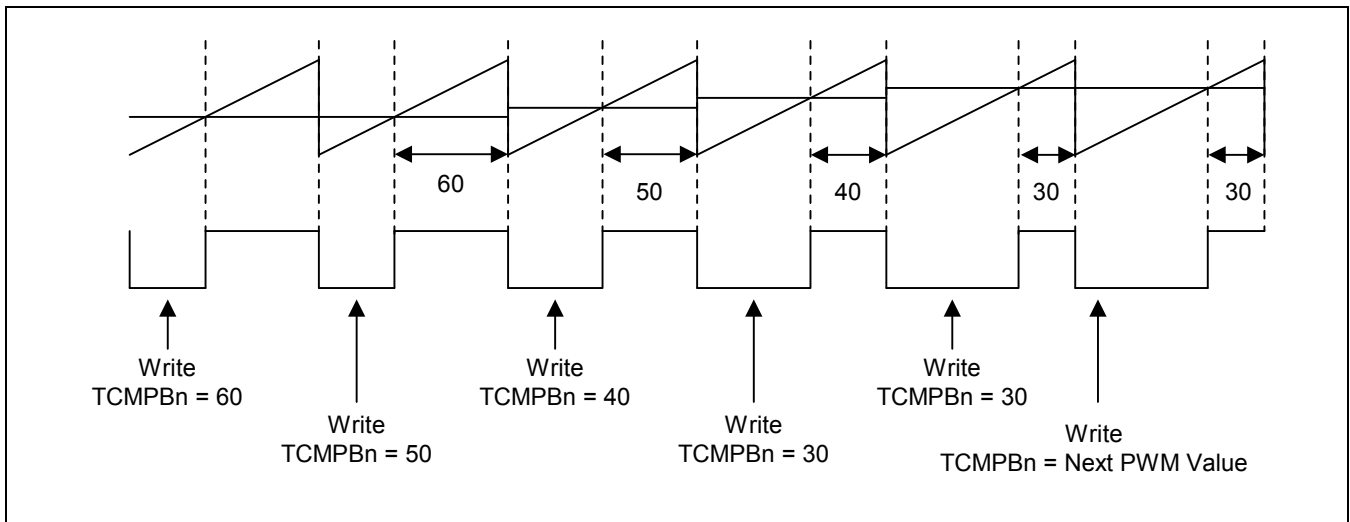 60
50
40
30
30
Write
TCMPBn = 60
Write
TCMPBn = 50
Write
TCMPBn = 40
Write
TCMPBn = 30
Write
TCMPBn = 30
Write
TCMPBn = Next PWM Value